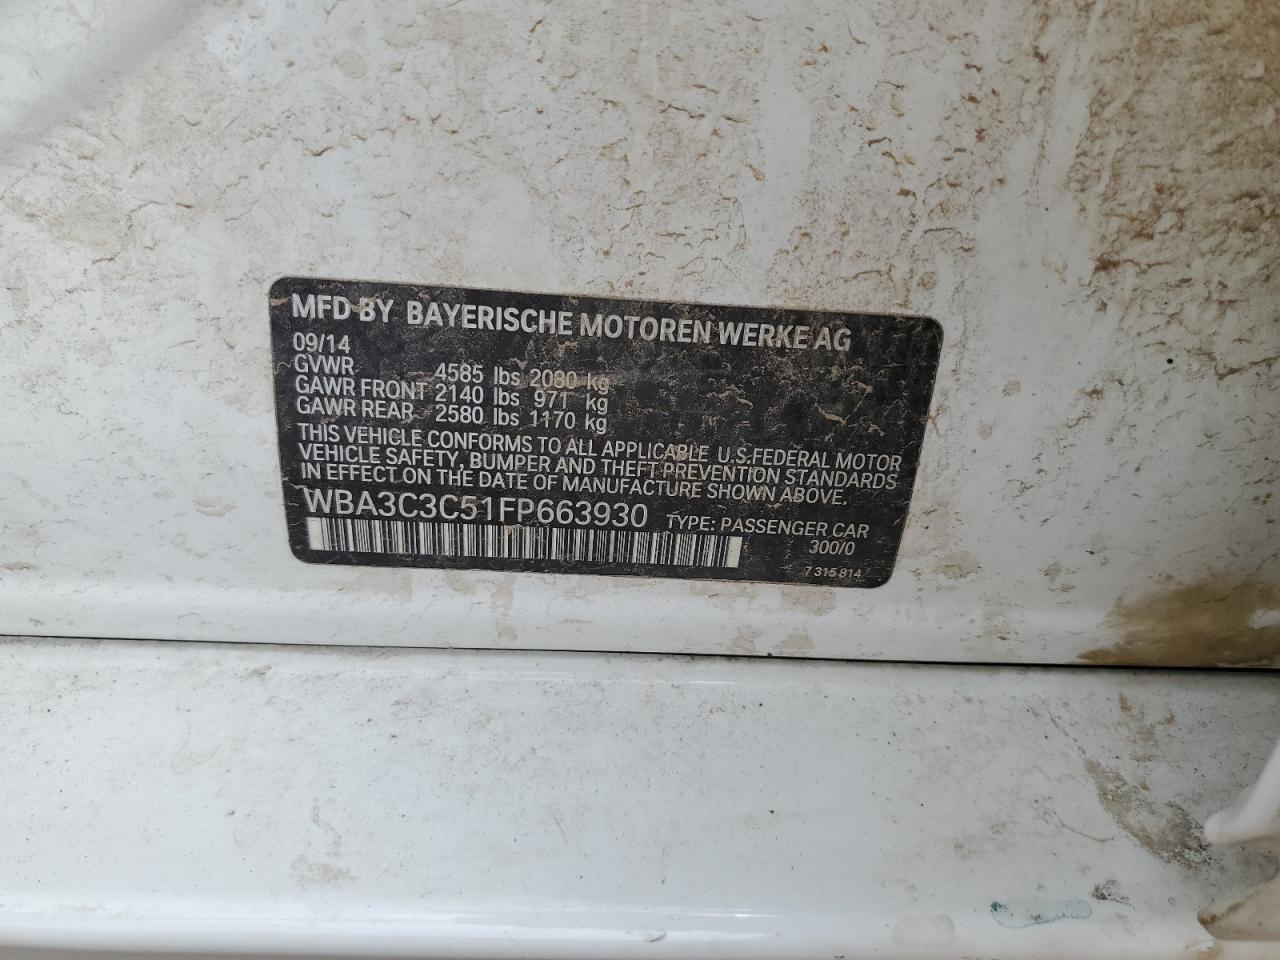 MFD BY BAYERISCHE MOTOREN WERKE AG
09/14
GVWR 4585 lbs 2080 kg
GAWR FRONT 2140 lbs 971 kg
GAWR REAR 2580 lbs 1170 kg
THIS VEHICLE CONFORMS TO ALL APPLICABLE U.S.FEDERAL MOTOR
VEHICLE SAFETY, BUMPER AND THEFT PREVENTION STANDARDS
IN EFFECT ON THE DATE OF MANUFACTURE SHOWN ABOVE.
WBA3C3C51FP663930 TYPE: PASSENGER CAR
300/0
7 315 814